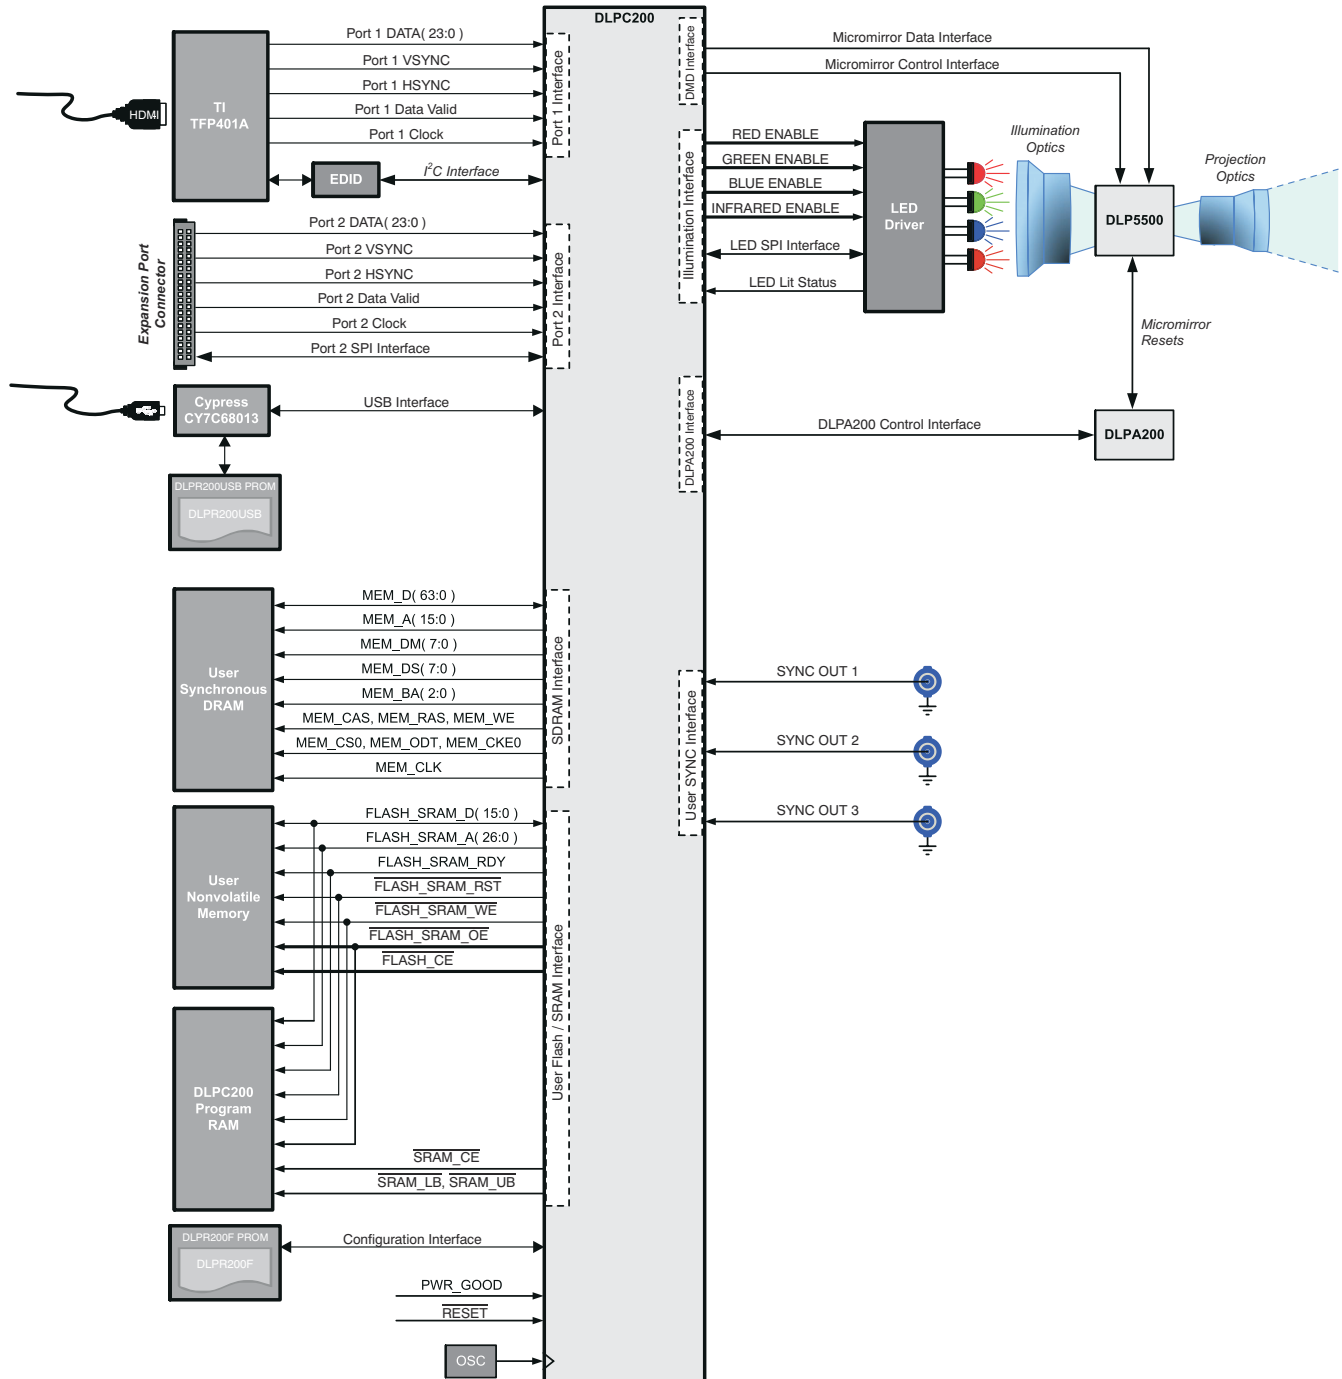 DLPC200
HDMI
TI
TFP401A
Port 1 DATA( 23:0 )
Port 1 VSYNC
Port 1 HSYNC
Port 1 Data Valid
Port 1 Clock
EDID
I²C Interface
Port 1 Interface
Expansion Port
Connector
Port 2 DATA( 23:0 )
Port 2 VSYNC
Port 2 HSYNC
Port 2 Data Valid
Port 2 Clock
Port 2 SPI Interface
Port 2 Interface
Cypress
CY7C68013
USB Interface
DLPR200USB PROM
DLPR200USB
User
Synchronous
DRAM
MEM_D( 63:0 )
MEM_A( 15:0 )
MEM_DM( 7:0 )
MEM_DS( 7:0 )
MEM_BA( 2:0 )
MEM_CAS, MEM_RAS, MEM_WE
MEM_CS0, MEM_ODT, MEM_CKE0
MEM_CLK
SDRAM Interface
User
Nonvolatile
Memory
FLASH_SRAM_D( 15:0 )
FLASH_SRAM_A( 26:0 )
FLASH_SRAM_RDY
FLASH_SRAM_RST
FLASH_SRAM_WE
FLASH_SRAM_OE
FLASH_CE
User Flash / SRAM Interface
DLPC200
Program
RAM
SRAM_CE
SRAM_LB, SRAM_UB
DLPR200F PROM
DLPR200F
Configuration Interface
PWR_GOOD
RESET
OSC
DMD Interface
Micromirror Data Interface
Micromirror Control Interface
Illumination Interface
RED ENABLE
GREEN ENABLE
BLUE ENABLE
INFRARED ENABLE
LED SPI Interface
LED Lit Status
LED
Driver
Illumination
Optics
DLP5500
Projection
Optics
Micromirror
Resets
DLPA200 Interface
DLPA200 Control Interface
DLPA200
User SYNC Interface
SYNC OUT 1
SYNC OUT 2
SYNC OUT 3